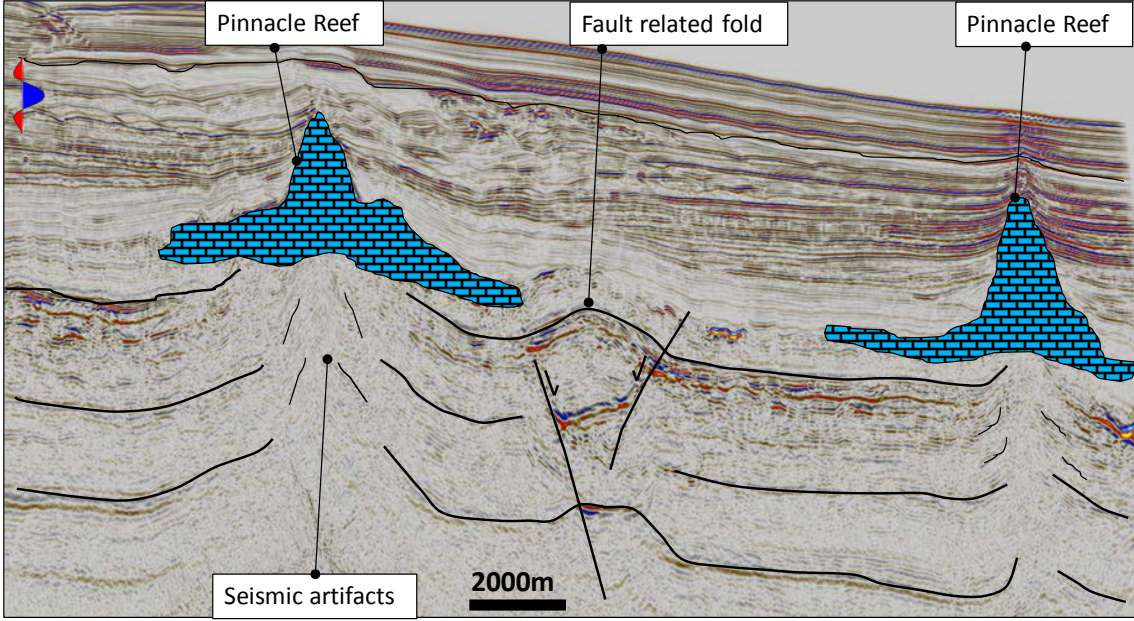 Pinnacle Reef
Fault related fold
Pinnacle Reef
Seismic artifacts
2000m